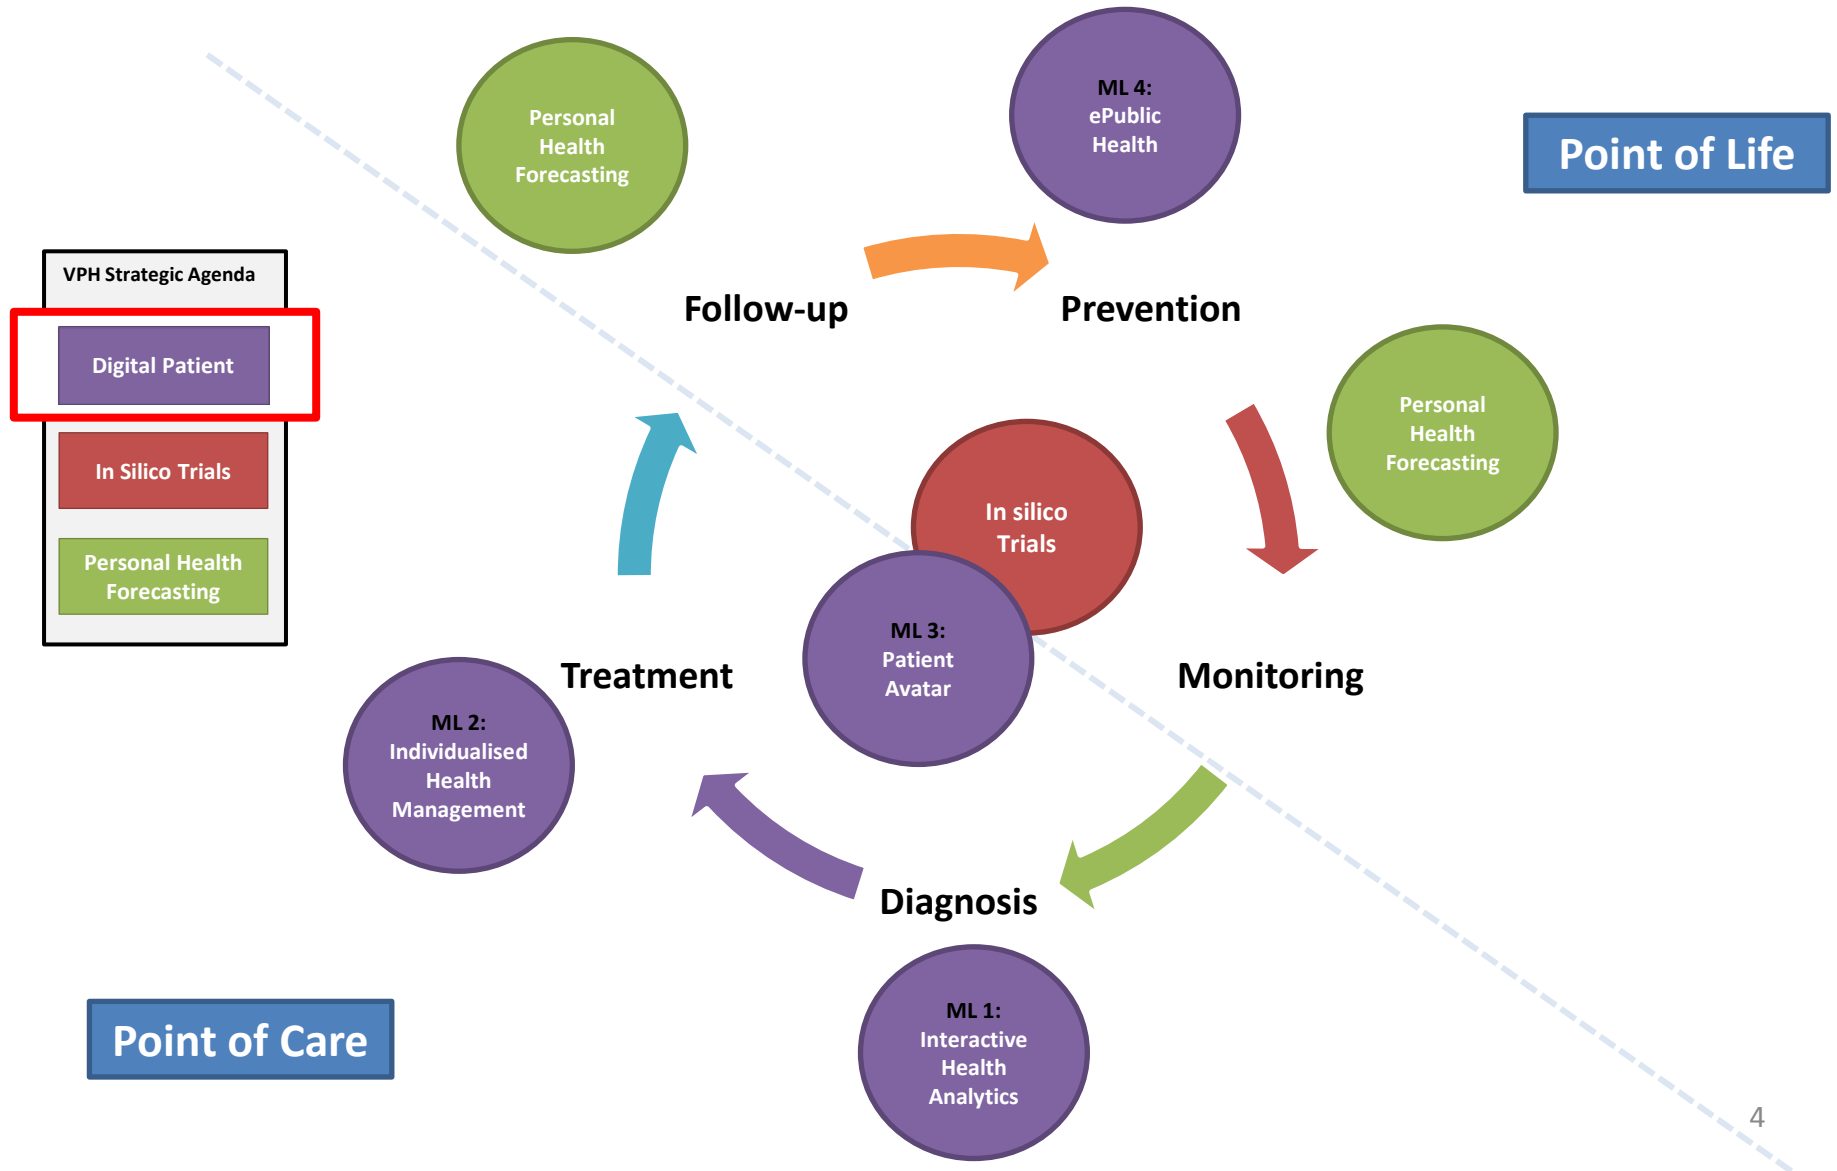 Personal
Health
Forecasting
ML 4:
ePublic
Health
Point of Life
VPH Strategic Agenda
Digital Patient
In Silico Trials
Personal Health
Forecasting
Follow-up
Prevention
Personal
Health
Forecasting
In silico
Trials
ML 3:
Patient
Avatar
Treatment
Monitoring
ML 2:
Individualised
Health
Management
Diagnosis
ML 1:
Interactive
Health
Analytics
Point of Care
4